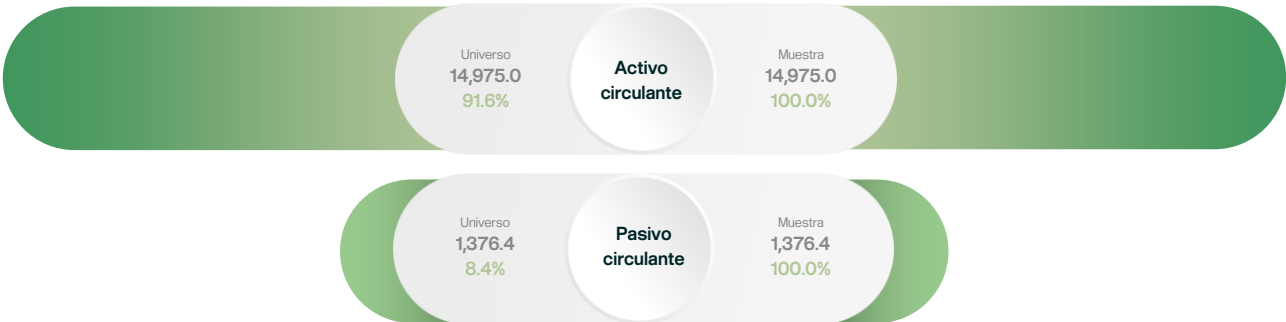 Universo
14,975.0
91.6%
Activo
circulante
Muestra
14,975.0
100.0%
Universo
1,376.4
8.4%
Pasivo
circulante
Muestra
1,376.4
100.0%